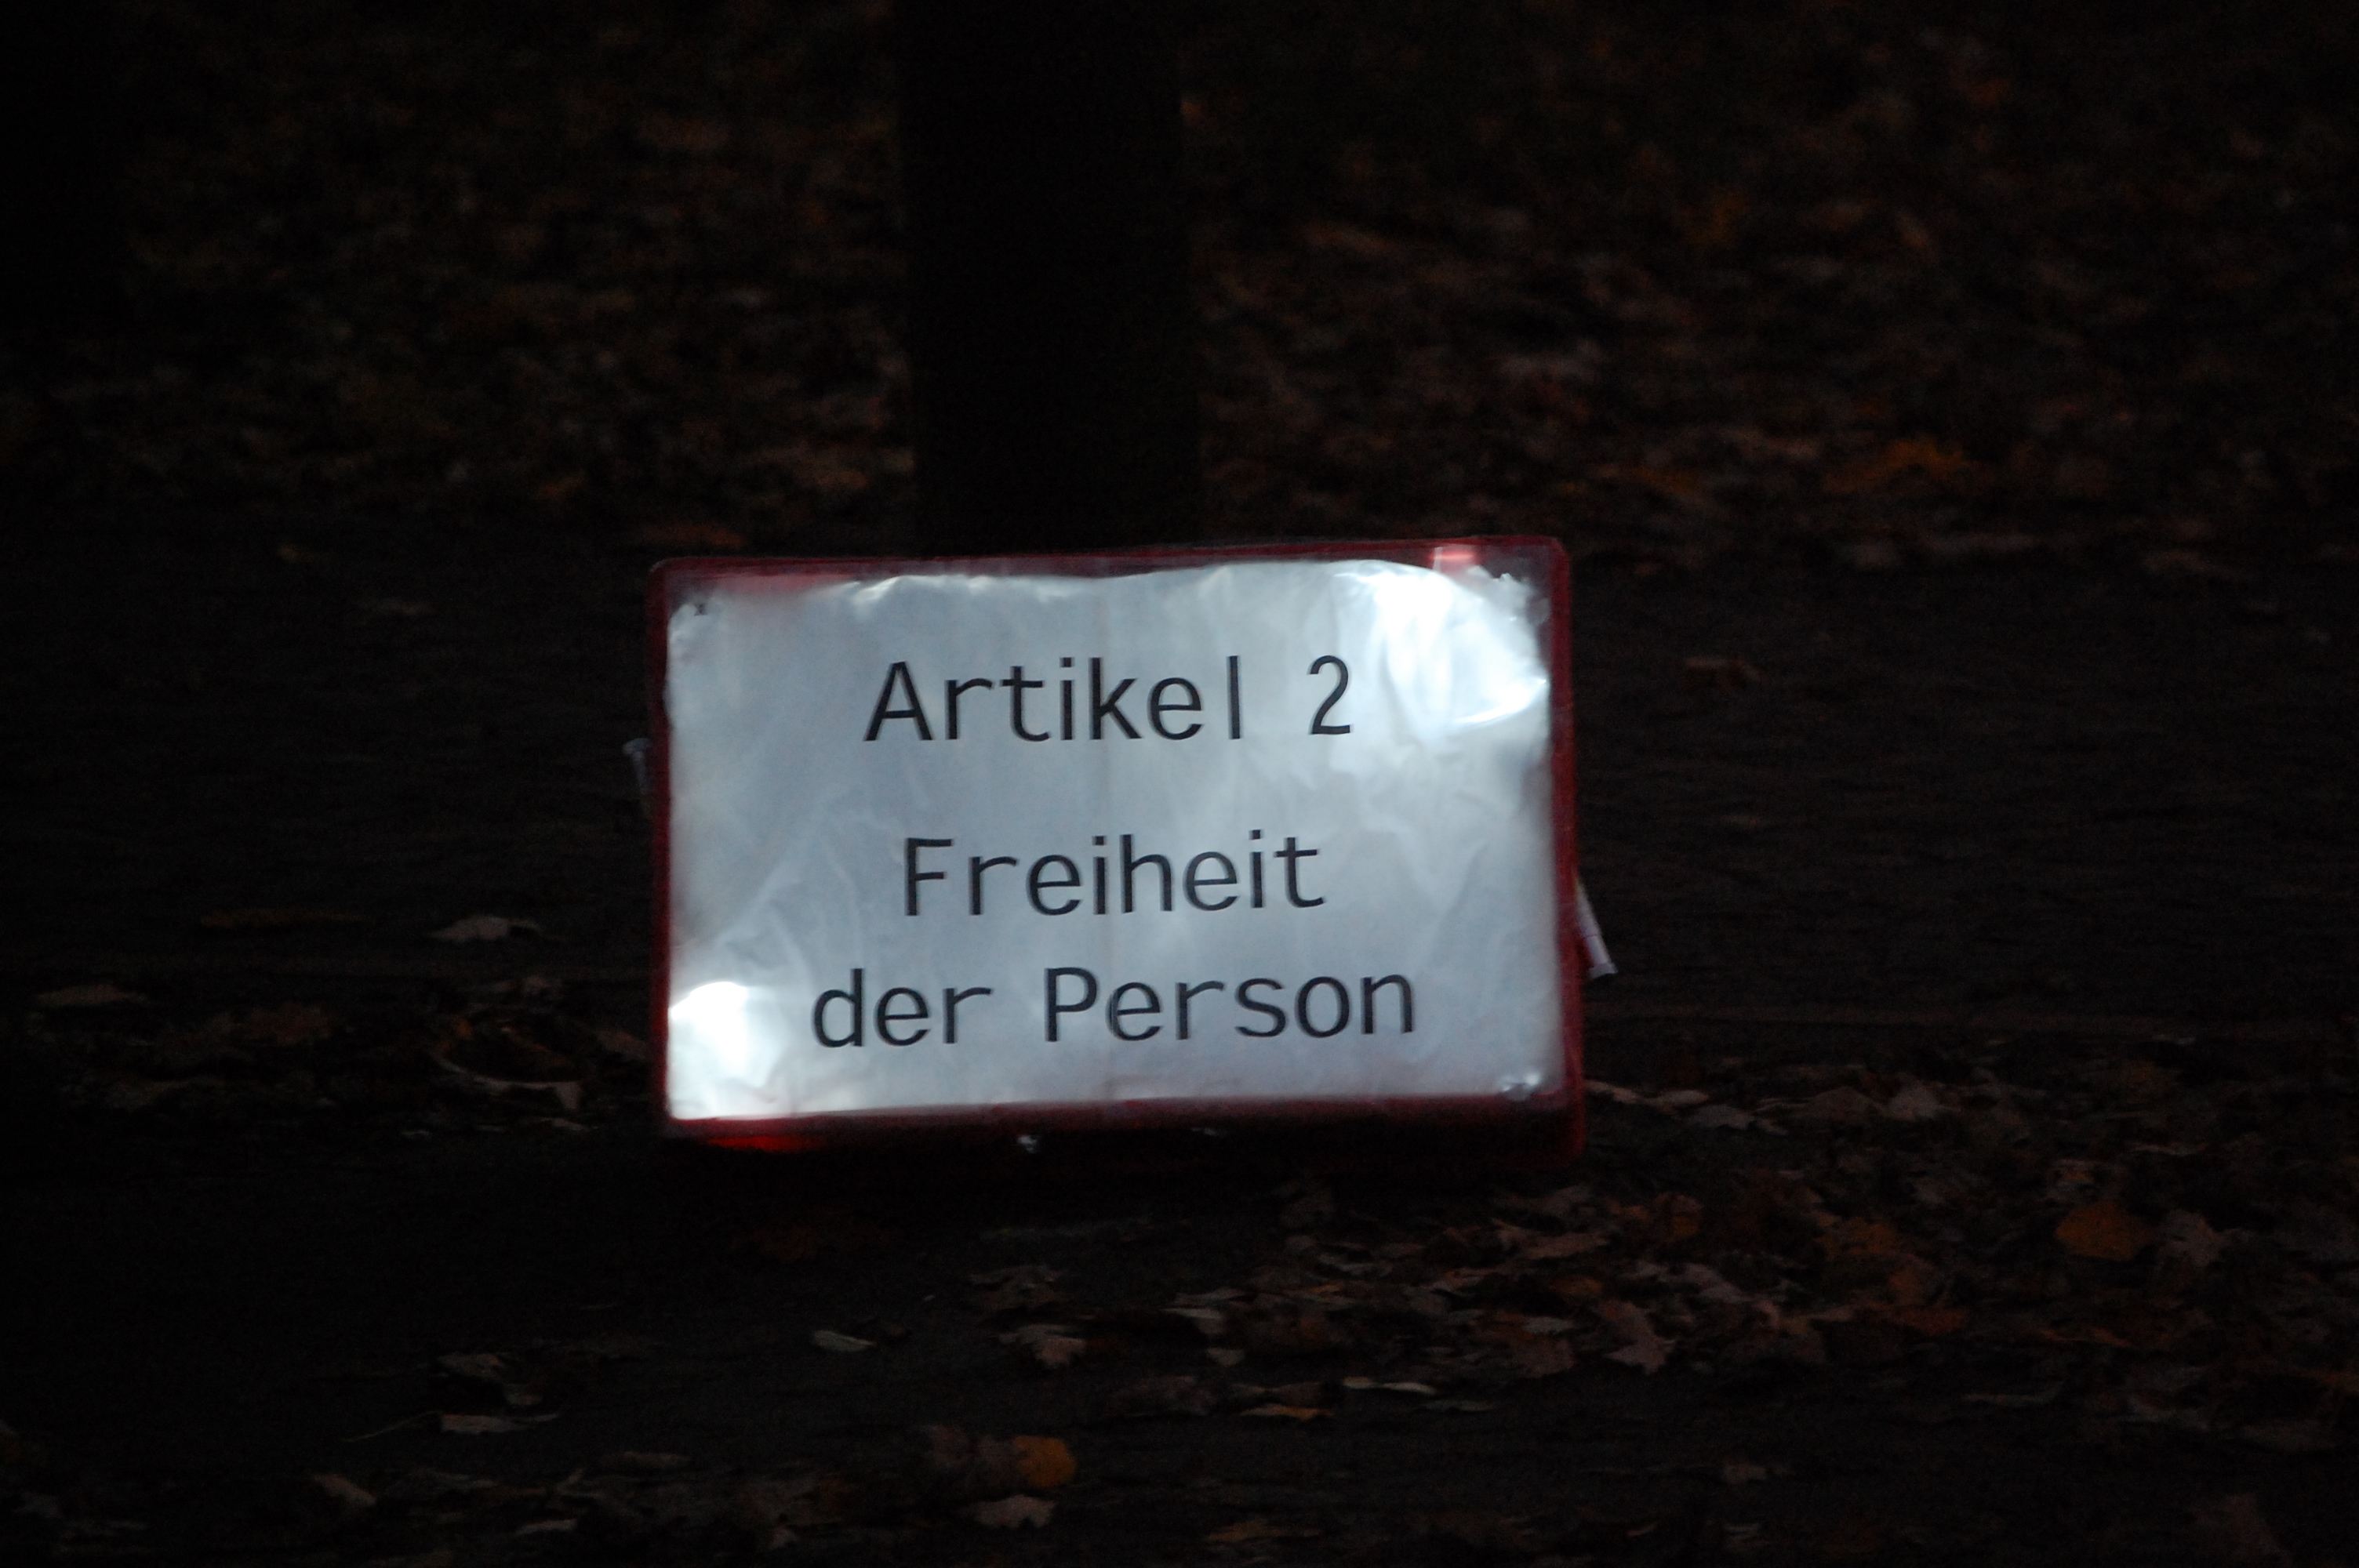 Artikel 2
Freiheit
der Person